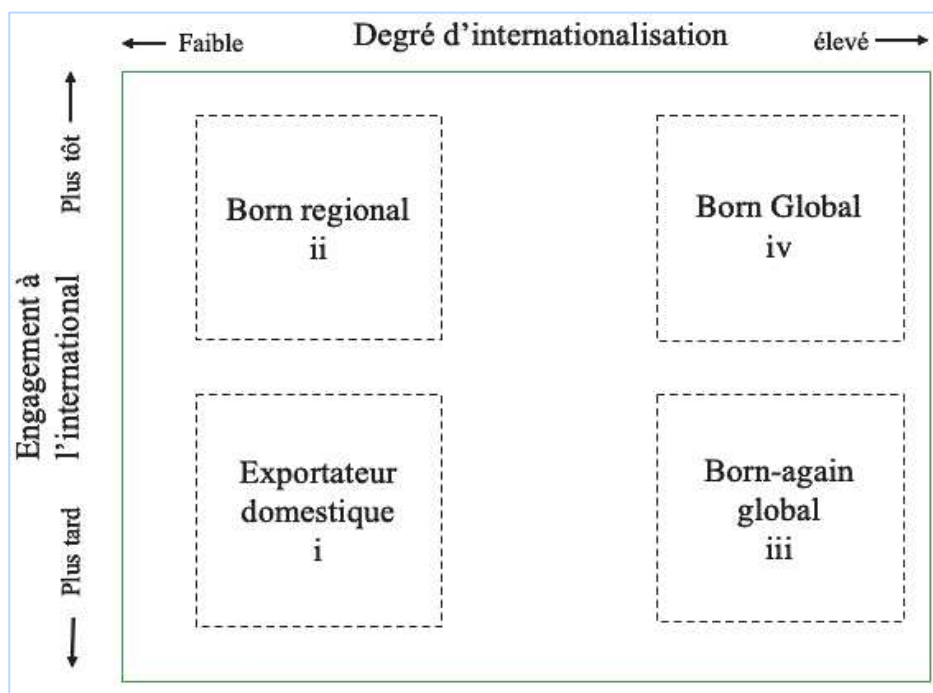 Degré d'internationalisation
← Faible
élevé →
Plus tôt
Engagement à
l'international
Plus tard
Born regional
ii
Born Global
iv
Exportateur
domestique
i
Born-again
global
iii